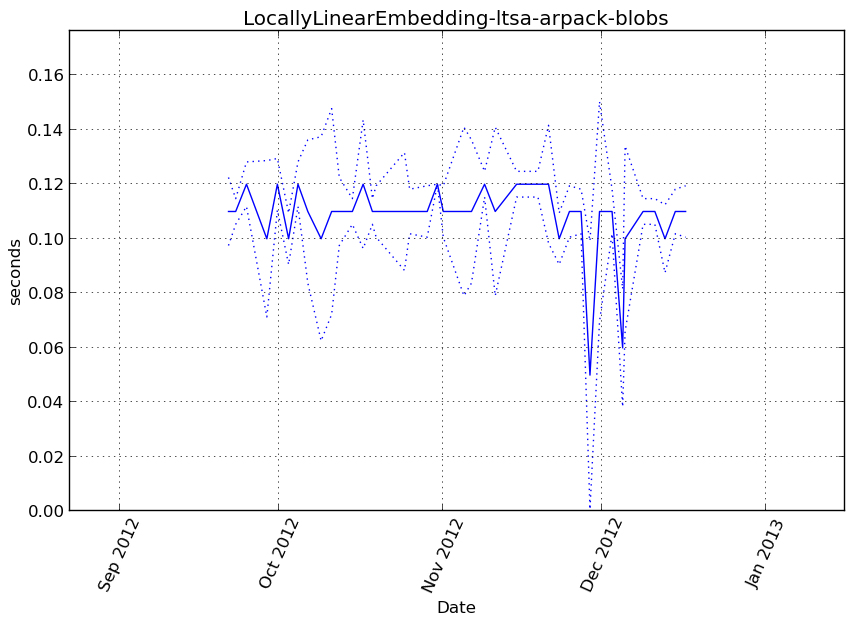 LocallyLinearEmbedding-ltsa-arpack-blobs
0.16
0.14
0.12
0.10
0.08
0.06
0.04
0.02
0.00
seconds
Sep 2012
Oct 2012
Nov 2012
Dec 2012
Jan 2013
Date